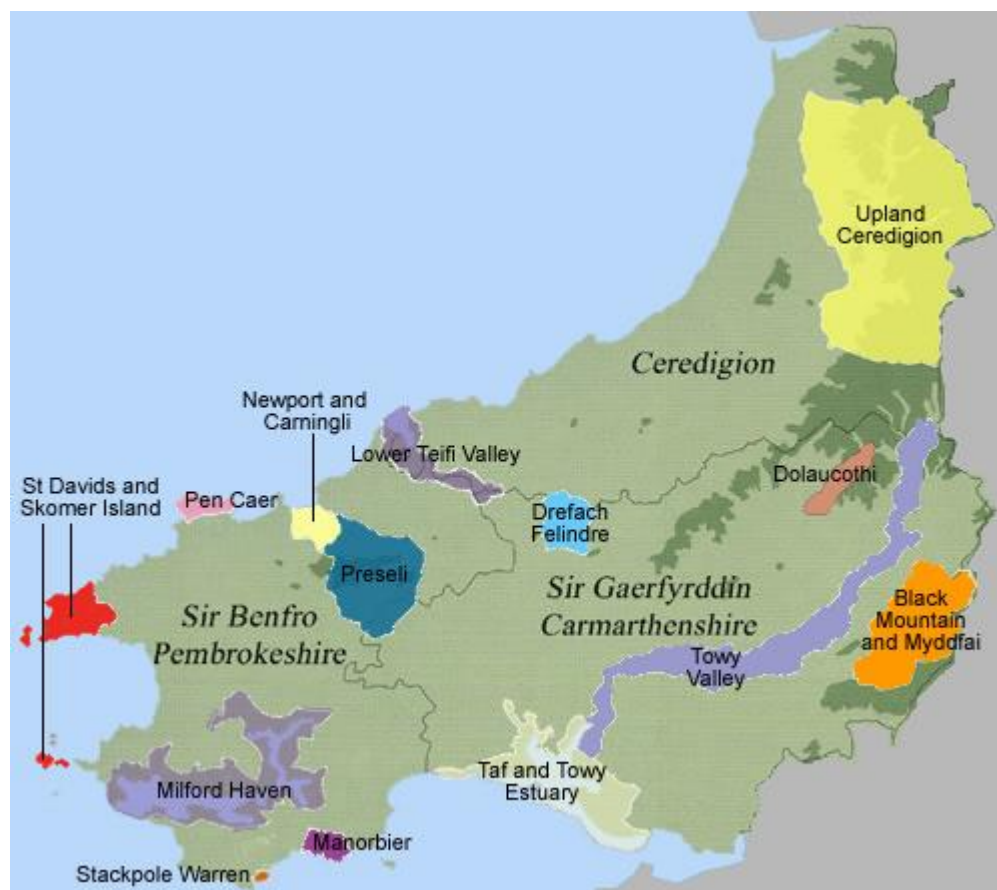 Upland
Ceredigion
Ceredigion
Newport and
Carningli
Lower Teifi Valley
Dolaucothi
St Davids and
Skomer Island
Pen Caer
Drefach
Felindre
Preseli
Sir Gaerfyrddin
Carmarthenshire
Black
Mountain
and Myddfai
Sir Benfro
Pembrokeshire
Towy
Valley
Taf and Towy
Estuary
Milford Haven
Manorbier
Stackpole Warren